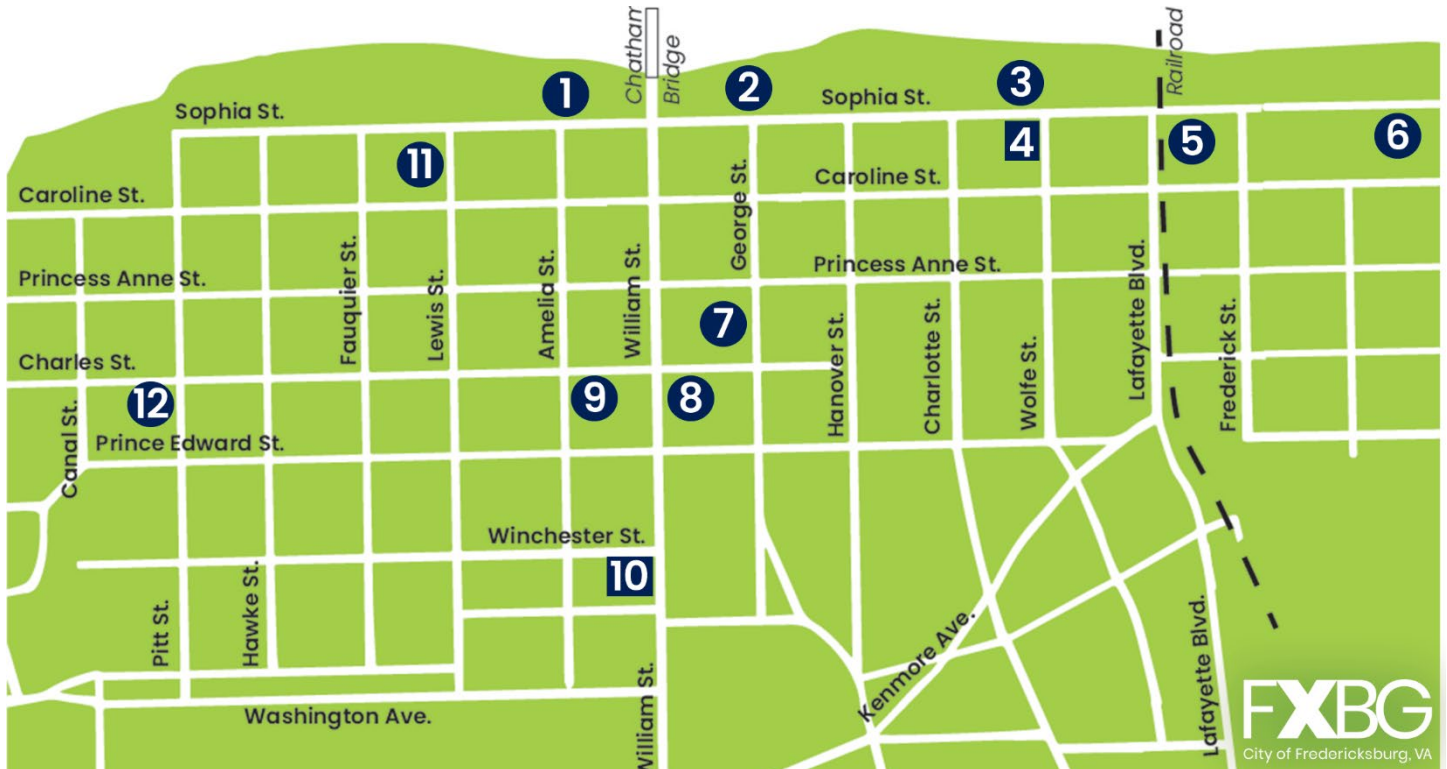 Chatham
Bridge
Railroad
1
2
3
Sophia St.
Sophia St.
4
5
6
11
Caroline St.
Caroline St.
George St.
Princess Anne St.
Princess Anne St.
Fauquier St.
Lewis St.
Amelia St.
William St.
7
Hanover St.
Charlotte St.
Wolfe St.
Lafayette Blvd.
Frederick St.
Charles St.
12
9
8
Canal St.
Prince Edward St.
Winchester St.
10
Pitt St.
Hawke St.
Kenmore Ave.
Lafayette Blvd.
William St.
Washington Ave.
FXBG
City of Fredericksburg, VA